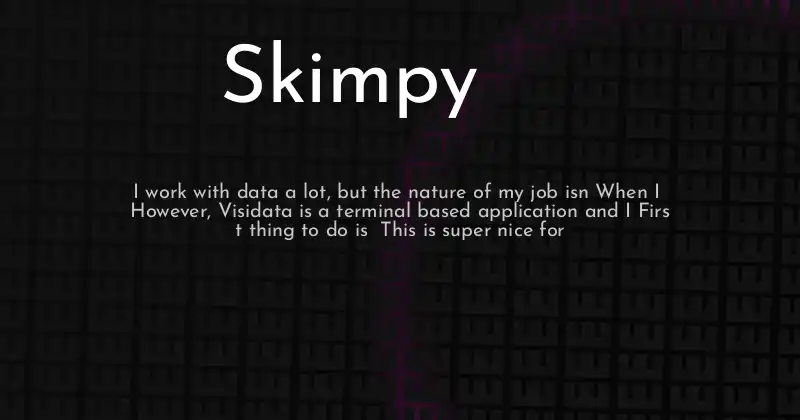 Skimpy
I work with data a lot, but the nature of my job isn When I
However, Visidata is a terminal based application and I Firs
t thing to do is  This is super nice for